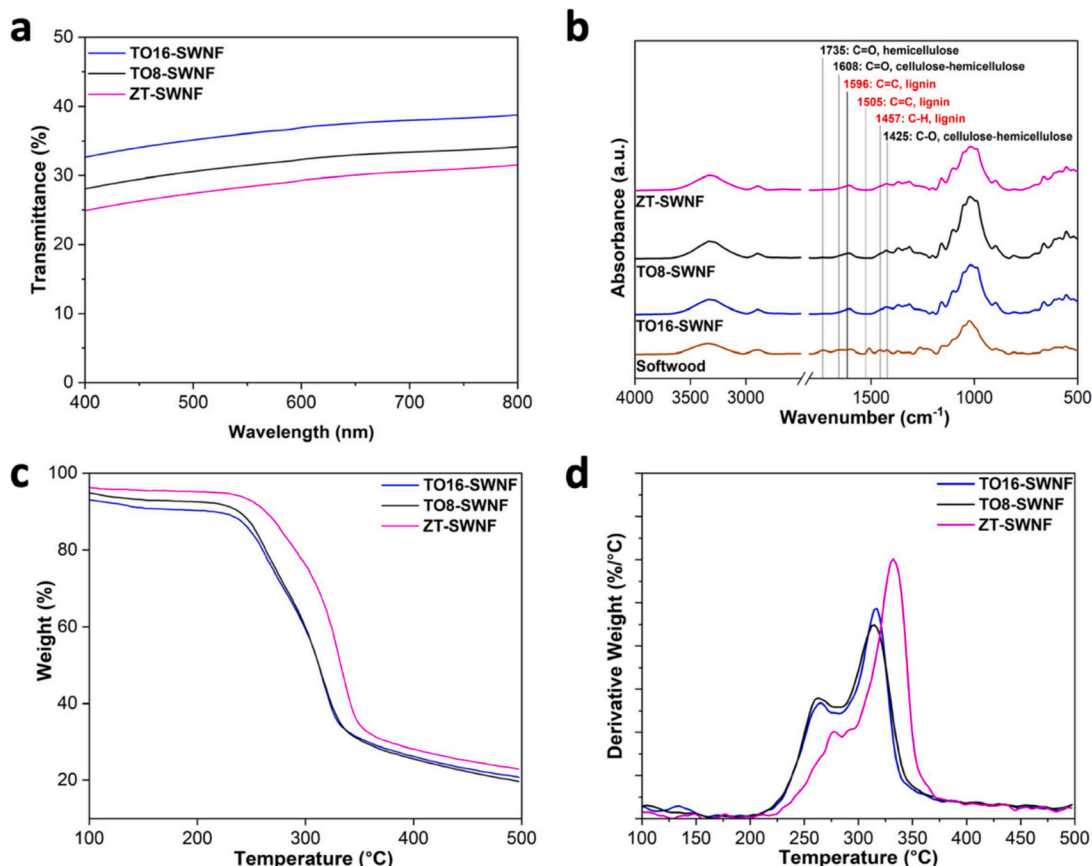 a
50
40
30
20
10
0
Transmittance (%)
TO16-SWNF
TO8-SWNF
ZT-SWNF
400
500
600
700
800
Wavelength (nm)
b
1735: C=O, hemicellulose
1608: C=O, cellulose-hemicellulose
1596: C=C, lignin
1505: C=C, lignin
1457: C-H, lignin
1425: C-O, cellulose-hemicellulose
Absorbance (a.u.)
ZT-SWNF
TO8-SWNF
TO16-SWNF
Softwood
4000
3000
1500
1000
500
Wavenumber (cm⁻¹)
c
100
80
60
40
20
Weight (%)
TO16-SWNF
TO8-SWNF
ZT-SWNF
100
200
300
400
500
Temperature (°C)
d
Derivative Weight (%/°C)
TO16-SWNF
TO8-SWNF
ZT-SWNF
100
150
200
250
300
350
400
450
500
Temperature (°C)